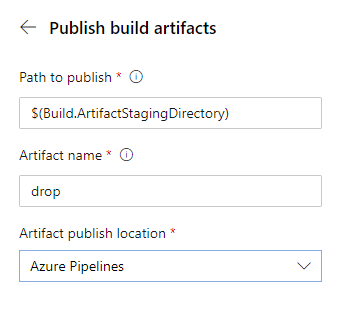 Publish build artifacts
Path to publish *
$(Build.ArtifactStagingDirectory)
Artifact name *
drop
Artifact publish location *
Azure Pipelines